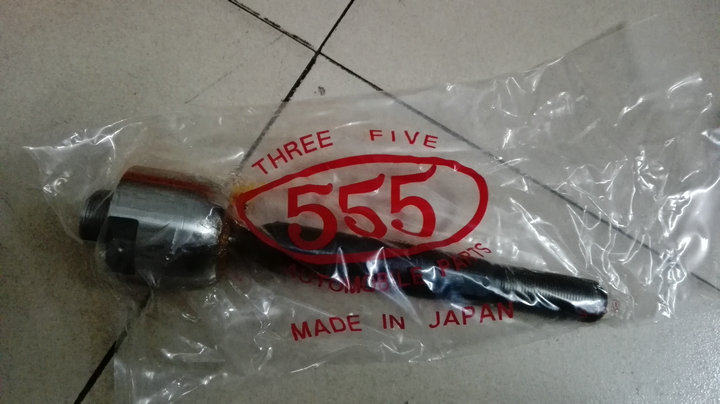 THREE FIVE
555
AUTOMOBILE PARTS
MADE IN JAPAN